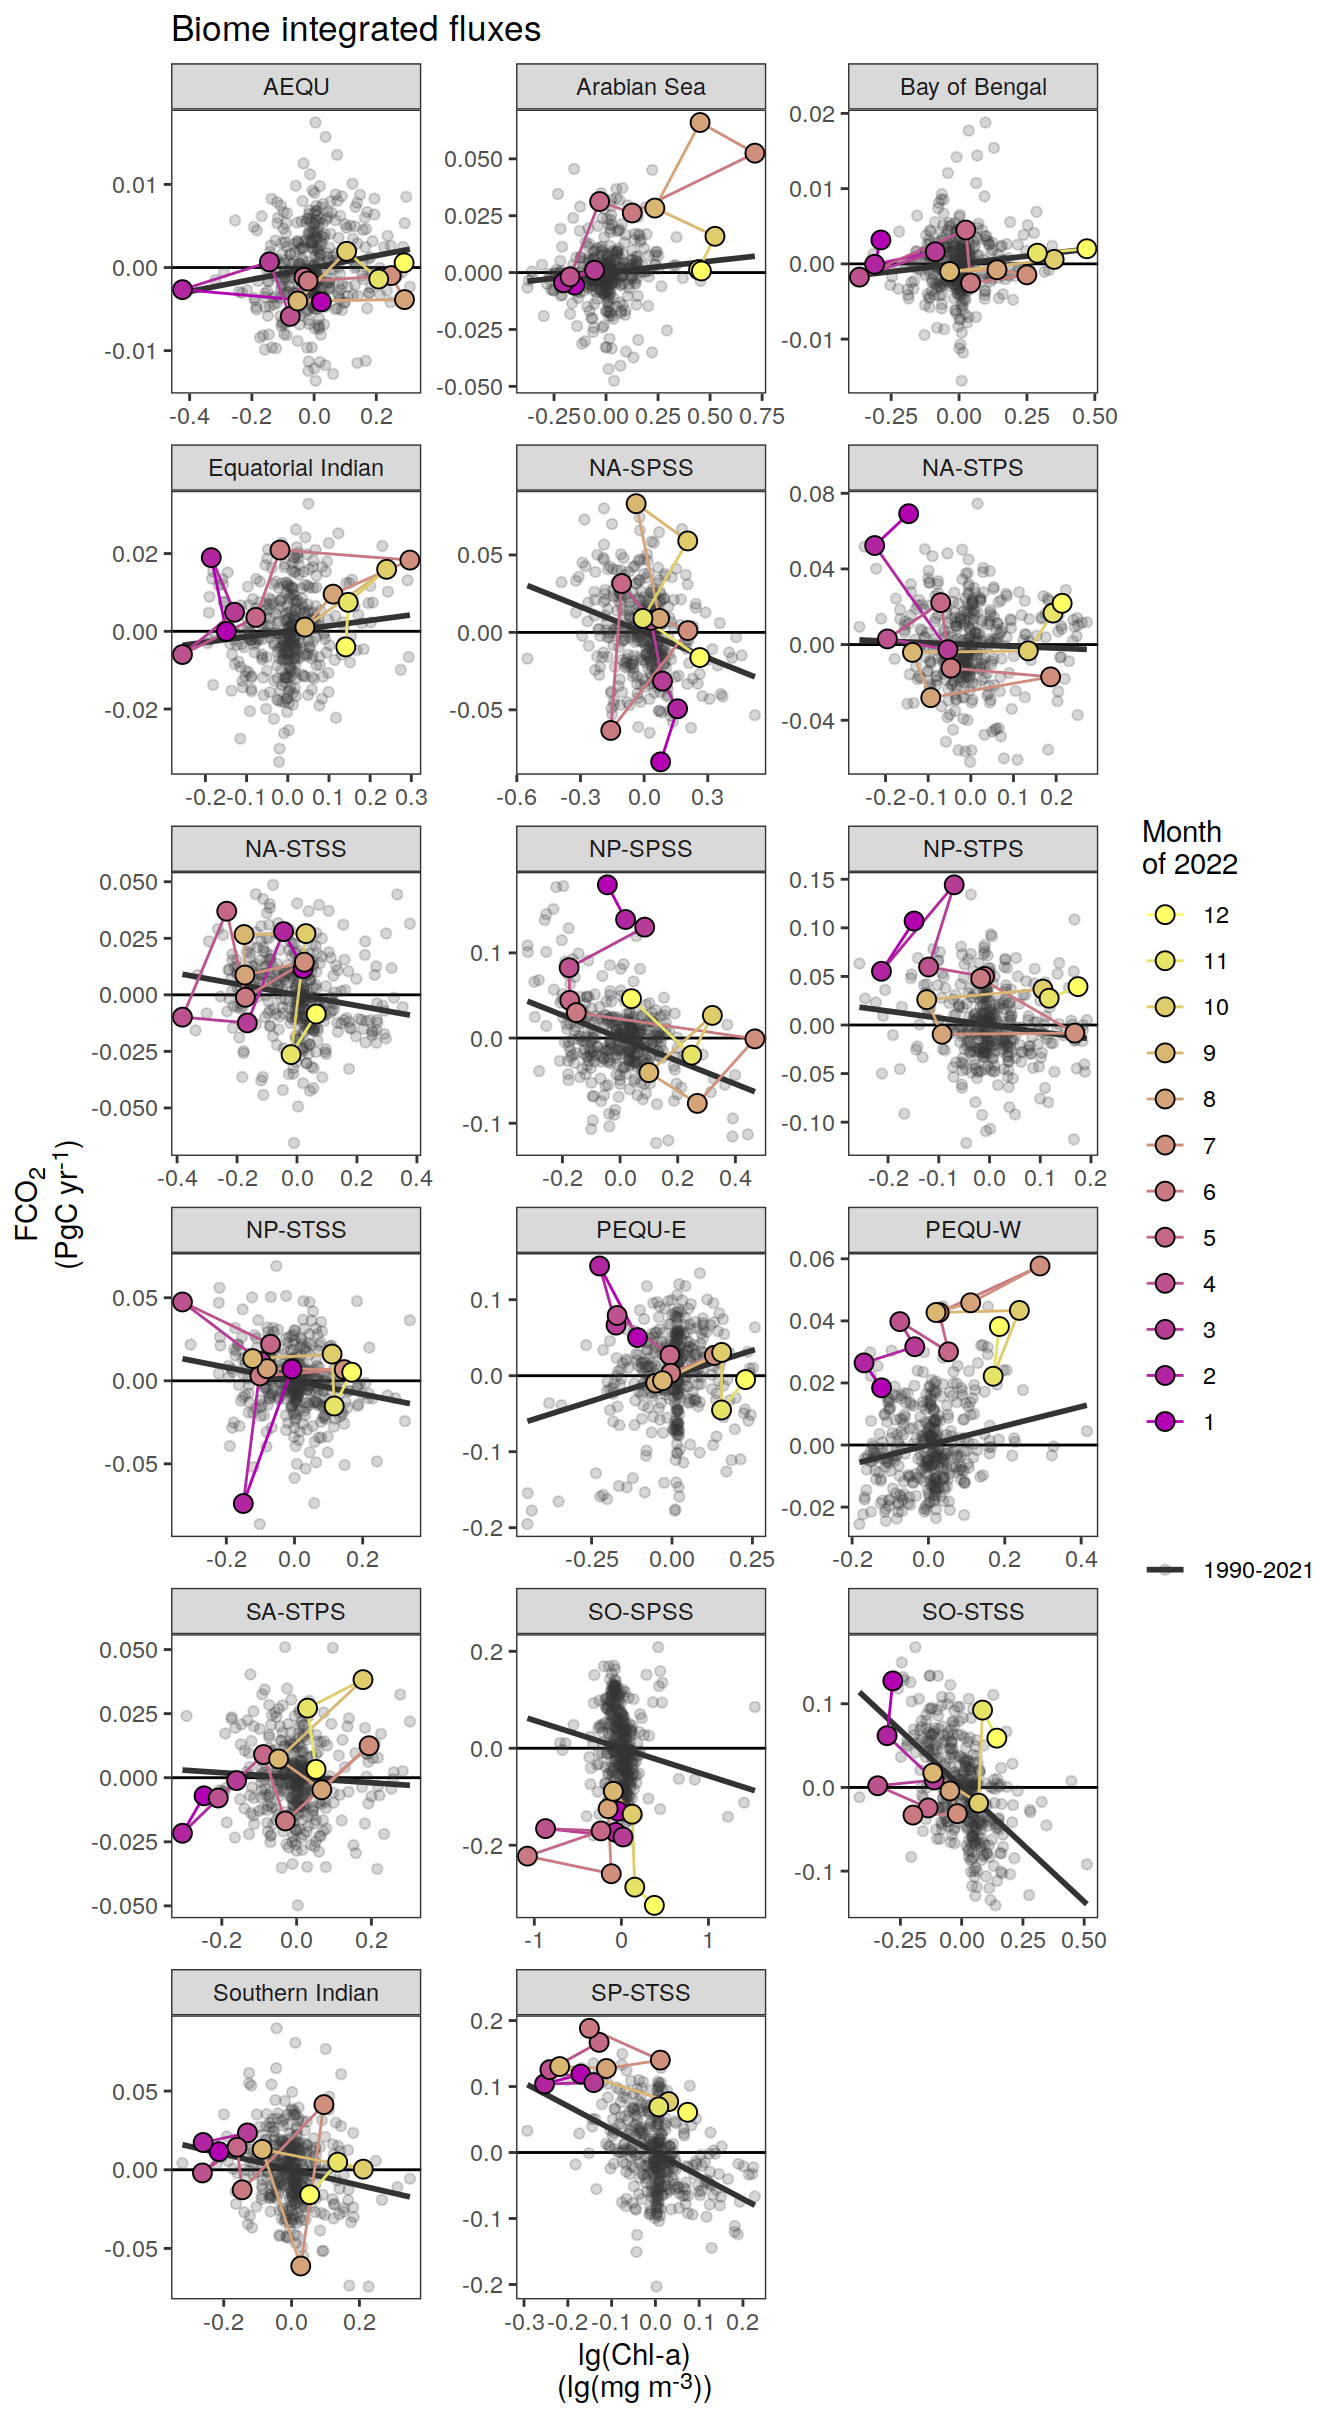 Biome integrated fluxes
AEQU Arabian Sea Bay of Bengal
0.01
0.00
-0.01
0.050
0.025
0.000
-0.025
-0.050
0.02
0.01
0.00
-0.01
-0.4 -0.2 0.0 0.2
-0.25 0.00 0.25 0.50 0.75
-0.25 0.00 0.25 0.50
Equatorial Indian NA-SPSS NA-STPS
0.02
0.00
-0.02
0.05
0.00
-0.05
0.08
0.04
0.00
-0.04
-0.2 -0.1 0.0 0.1 0.2 0.3
-0.6 -0.3 0.0 0.3
-0.2 -0.1 0.0 0.1 0.2
NA-STSS NP-SPSS NP-STPS
0.050
0.025
0.000
-0.025
-0.050
0.1
0.0
-0.1
0.15
0.10
0.05
0.00
-0.05
-0.10
-0.4 -0.2 0.0 0.2 0.4
-0.2 0.0 0.2 0.4
-0.2 -0.1 0.0 0.1 0.2
NP-STSS PEQU-E PEQU-W
0.05
0.00
-0.05
0.1
0.0
-0.1
-0.2
0.06
0.04
0.02
0.00
-0.02
-0.2 0.0 0.2
-0.25 0.00 0.25
-0.2 0.0 0.2 0.4
SA-STPS SO-SPSS SO-STSS
0.050
0.025
0.000
-0.025
-0.050
0.2
0.0
-0.2
0.1
0.0
-0.1
-0.2 0.0 0.2
-1 0 1
-0.25 0.00 0.25 0.50
Southern Indian SP-STSS
0.05
0.00
-0.05
0.2
0.1
0.0
-0.1
-0.2
-0.2 0.0 0.2
-0.3 -0.2 -0.1 0.0 0.1 0.2
lg(Chl-a)
(lg(mg m⁻³))
FCO₂
(PgC yr⁻¹)
Month
of 2022
12
11
10
9
8
7
6
5
4
3
2
1
1990-2021